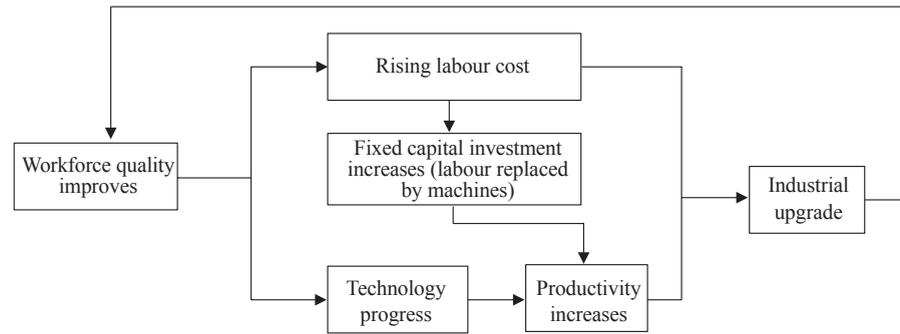 Rising labour cost
Workforce quality
improves
Fixed capital investment
increases (labour replaced
by machines)
Industrial
upgrade
Technology
progress
Productivity
increases